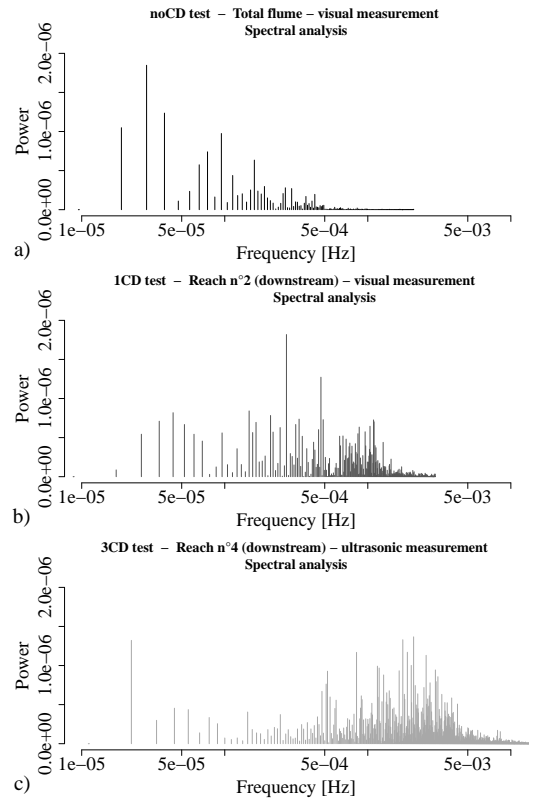 noCD test − Total flume – visual measurement
Spectral analysis
Power
0.0e+00 1.0e−06 2.0e−06
1e−05 5e−05 5e−04 5e−03
Frequency [Hz]
a)
1CD test − Reach n°2 (downstream) – visual measurement
Spectral analysis
Power
0.0e+00 1.0e−06 2.0e−06
1e−05 5e−05 5e−04 5e−03
Frequency [Hz]
b)
3CD test − Reach n°4 (downstream) – ultrasonic measurement
Spectral analysis
Power
0.0e+00 1.0e−06 2.0e−06
1e−05 5e−05 5e−04 5e−03
Frequency [Hz]
c)